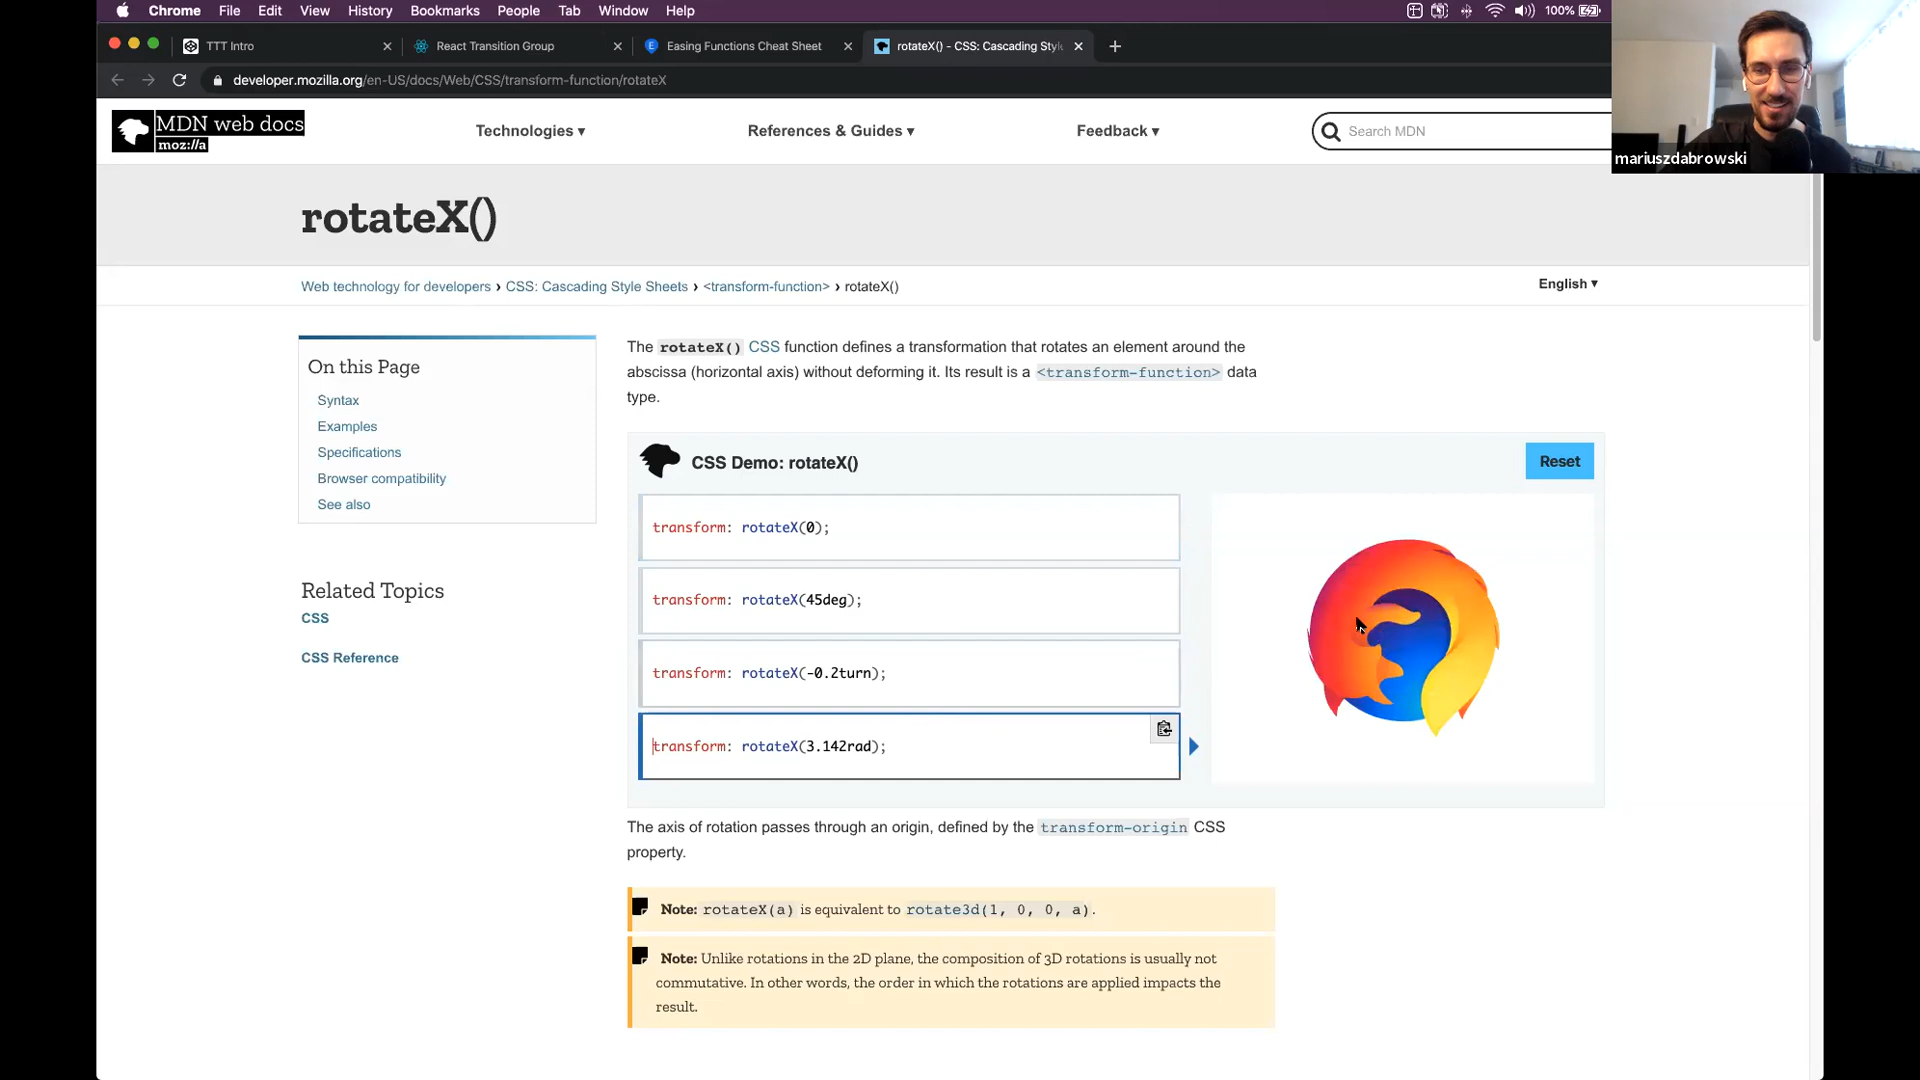 Chrome File Edit View History Bookmarks People Tab Window Help 100%
TTT Intro
React Transition Group
Easing Functions Cheat Sheet
rotateX() - CSS: Cascading Style
developer.mozilla.org/en-US/docs/Web/CSS/transform-function/rotateX
MDN web docs
moz://a
Technologies ▾
References & Guides ▾
Feedback ▾
Search MDN
mariuszdabrowski
rotateX()
Web technology for developers › CSS: Cascading Style Sheets › <transform-function> › rotateX()
English ▾
On this Page
Syntax
Examples
Specifications
Browser compatibility
See also
Related Topics
CSS
CSS Reference
The rotateX() CSS function defines a transformation that rotates an element around the
abscissa (horizontal axis) without deforming it. Its result is a <transform-function> data
type.
CSS Demo: rotateX()
Reset
transform: rotateX(0);
transform: rotateX(45deg);
transform: rotateX(-0.2turn);
transform: rotateX(3.142rad);
The axis of rotation passes through an origin, defined by the transform-origin CSS
property.
Note: rotateX(a) is equivalent to rotate3d(1, 0, 0, a).
Note: Unlike rotations in the 2D plane, the composition of 3D rotations is usually not
commutative. In other words, the order in which the rotations are applied impacts the
result.